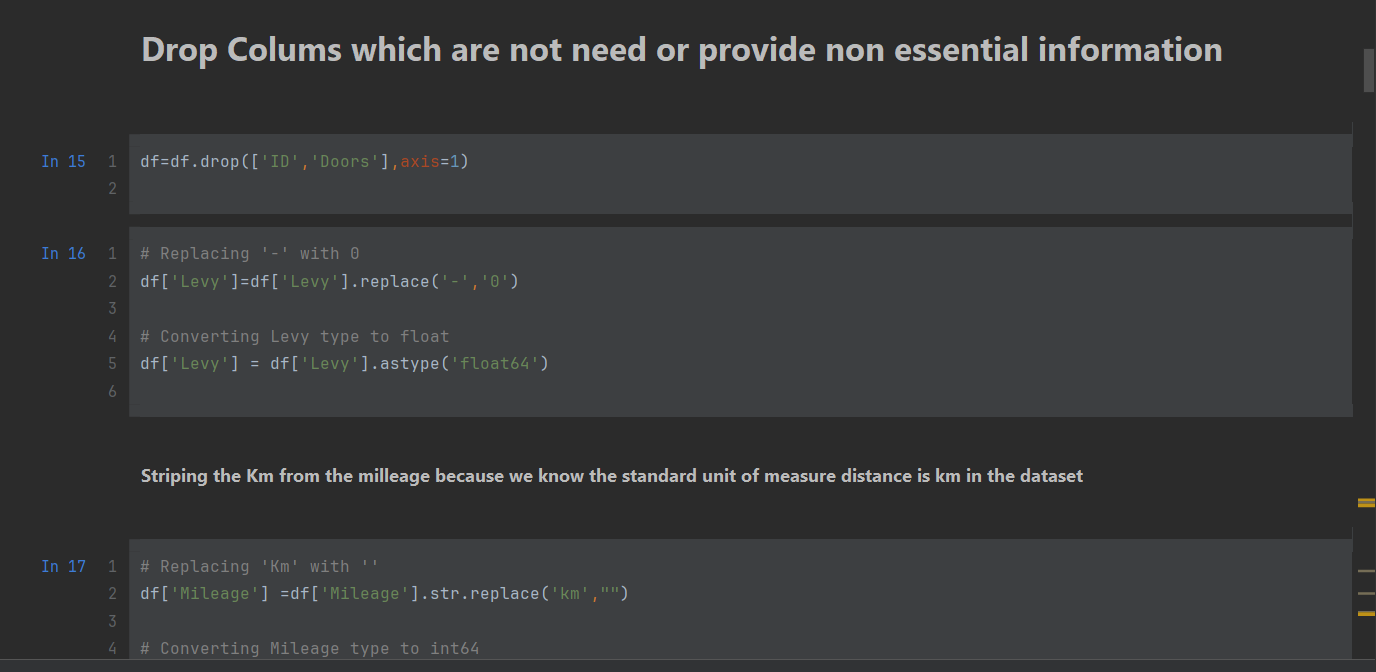 Drop Colums which are not need or provide non essential information
In 15 1 df=df.drop(['ID','Doors'],axis=1)
2
In 16 1 # Replacing '-' with 0
2 df['Levy']=df['Levy'].replace('-','0')
3
4 # Converting Levy type to float
5 df['Levy'] = df['Levy'].astype('float64')
6
Striping the Km from the milleage because we know the standard unit of measure distance is km in the dataset
In 17 1 # Replacing 'Km' with ''
2 df['Mileage'] =df['Mileage'].str.replace('km',"")
3
4 # Converting Mileage type to int64